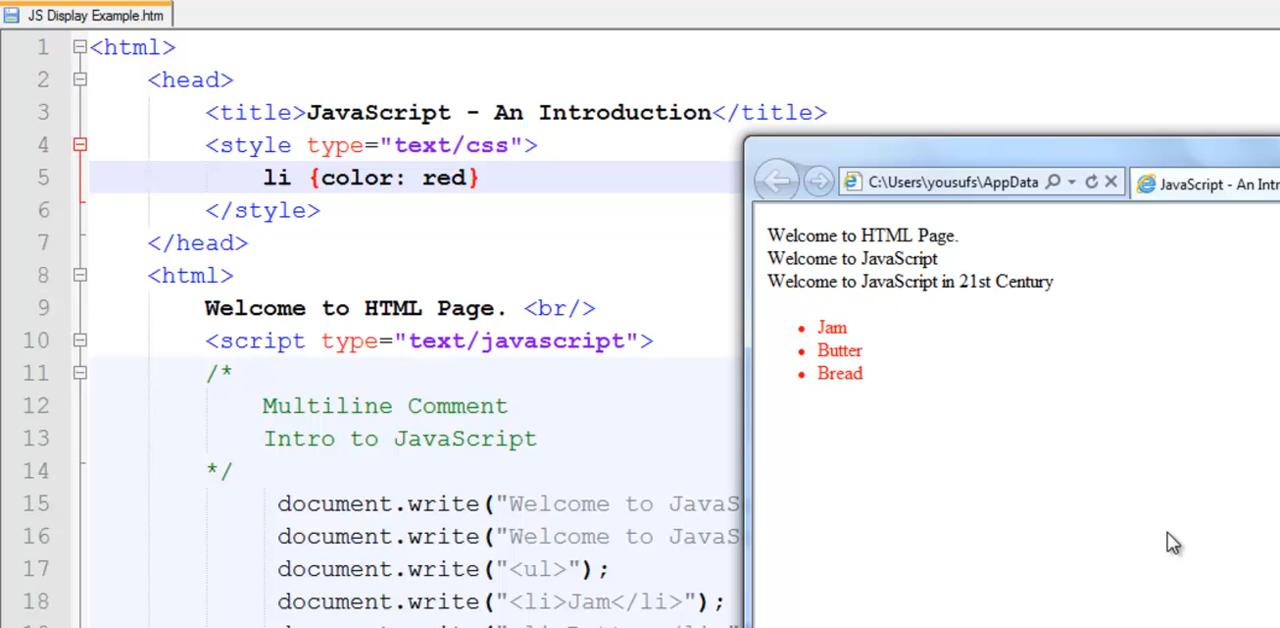 JS Display Example.htm
1 <html>
2 <head>
3 <title>JavaScript - An Introduction</title>
4 <style type="text/css">
5 li {color: red}
6 </style>
7 </head>
8 <html>
9 Welcome to HTML Page. <br/>
10 <script type="text/javascript">
11 /*
12 Multiline Comment
13 Intro to JavaScript
14 */
15 document.write("Welcome to JavaS
16 document.write("Welcome to JavaS
17 document.write("<ul>");
18 document.write("<li>Jam</li>");
C:\Users\yousufs\AppData
JavaScript - An Intr
Welcome to HTML Page.
Welcome to JavaScript
Welcome to JavaScript in 21st Century
• Jam
• Butter
• Bread